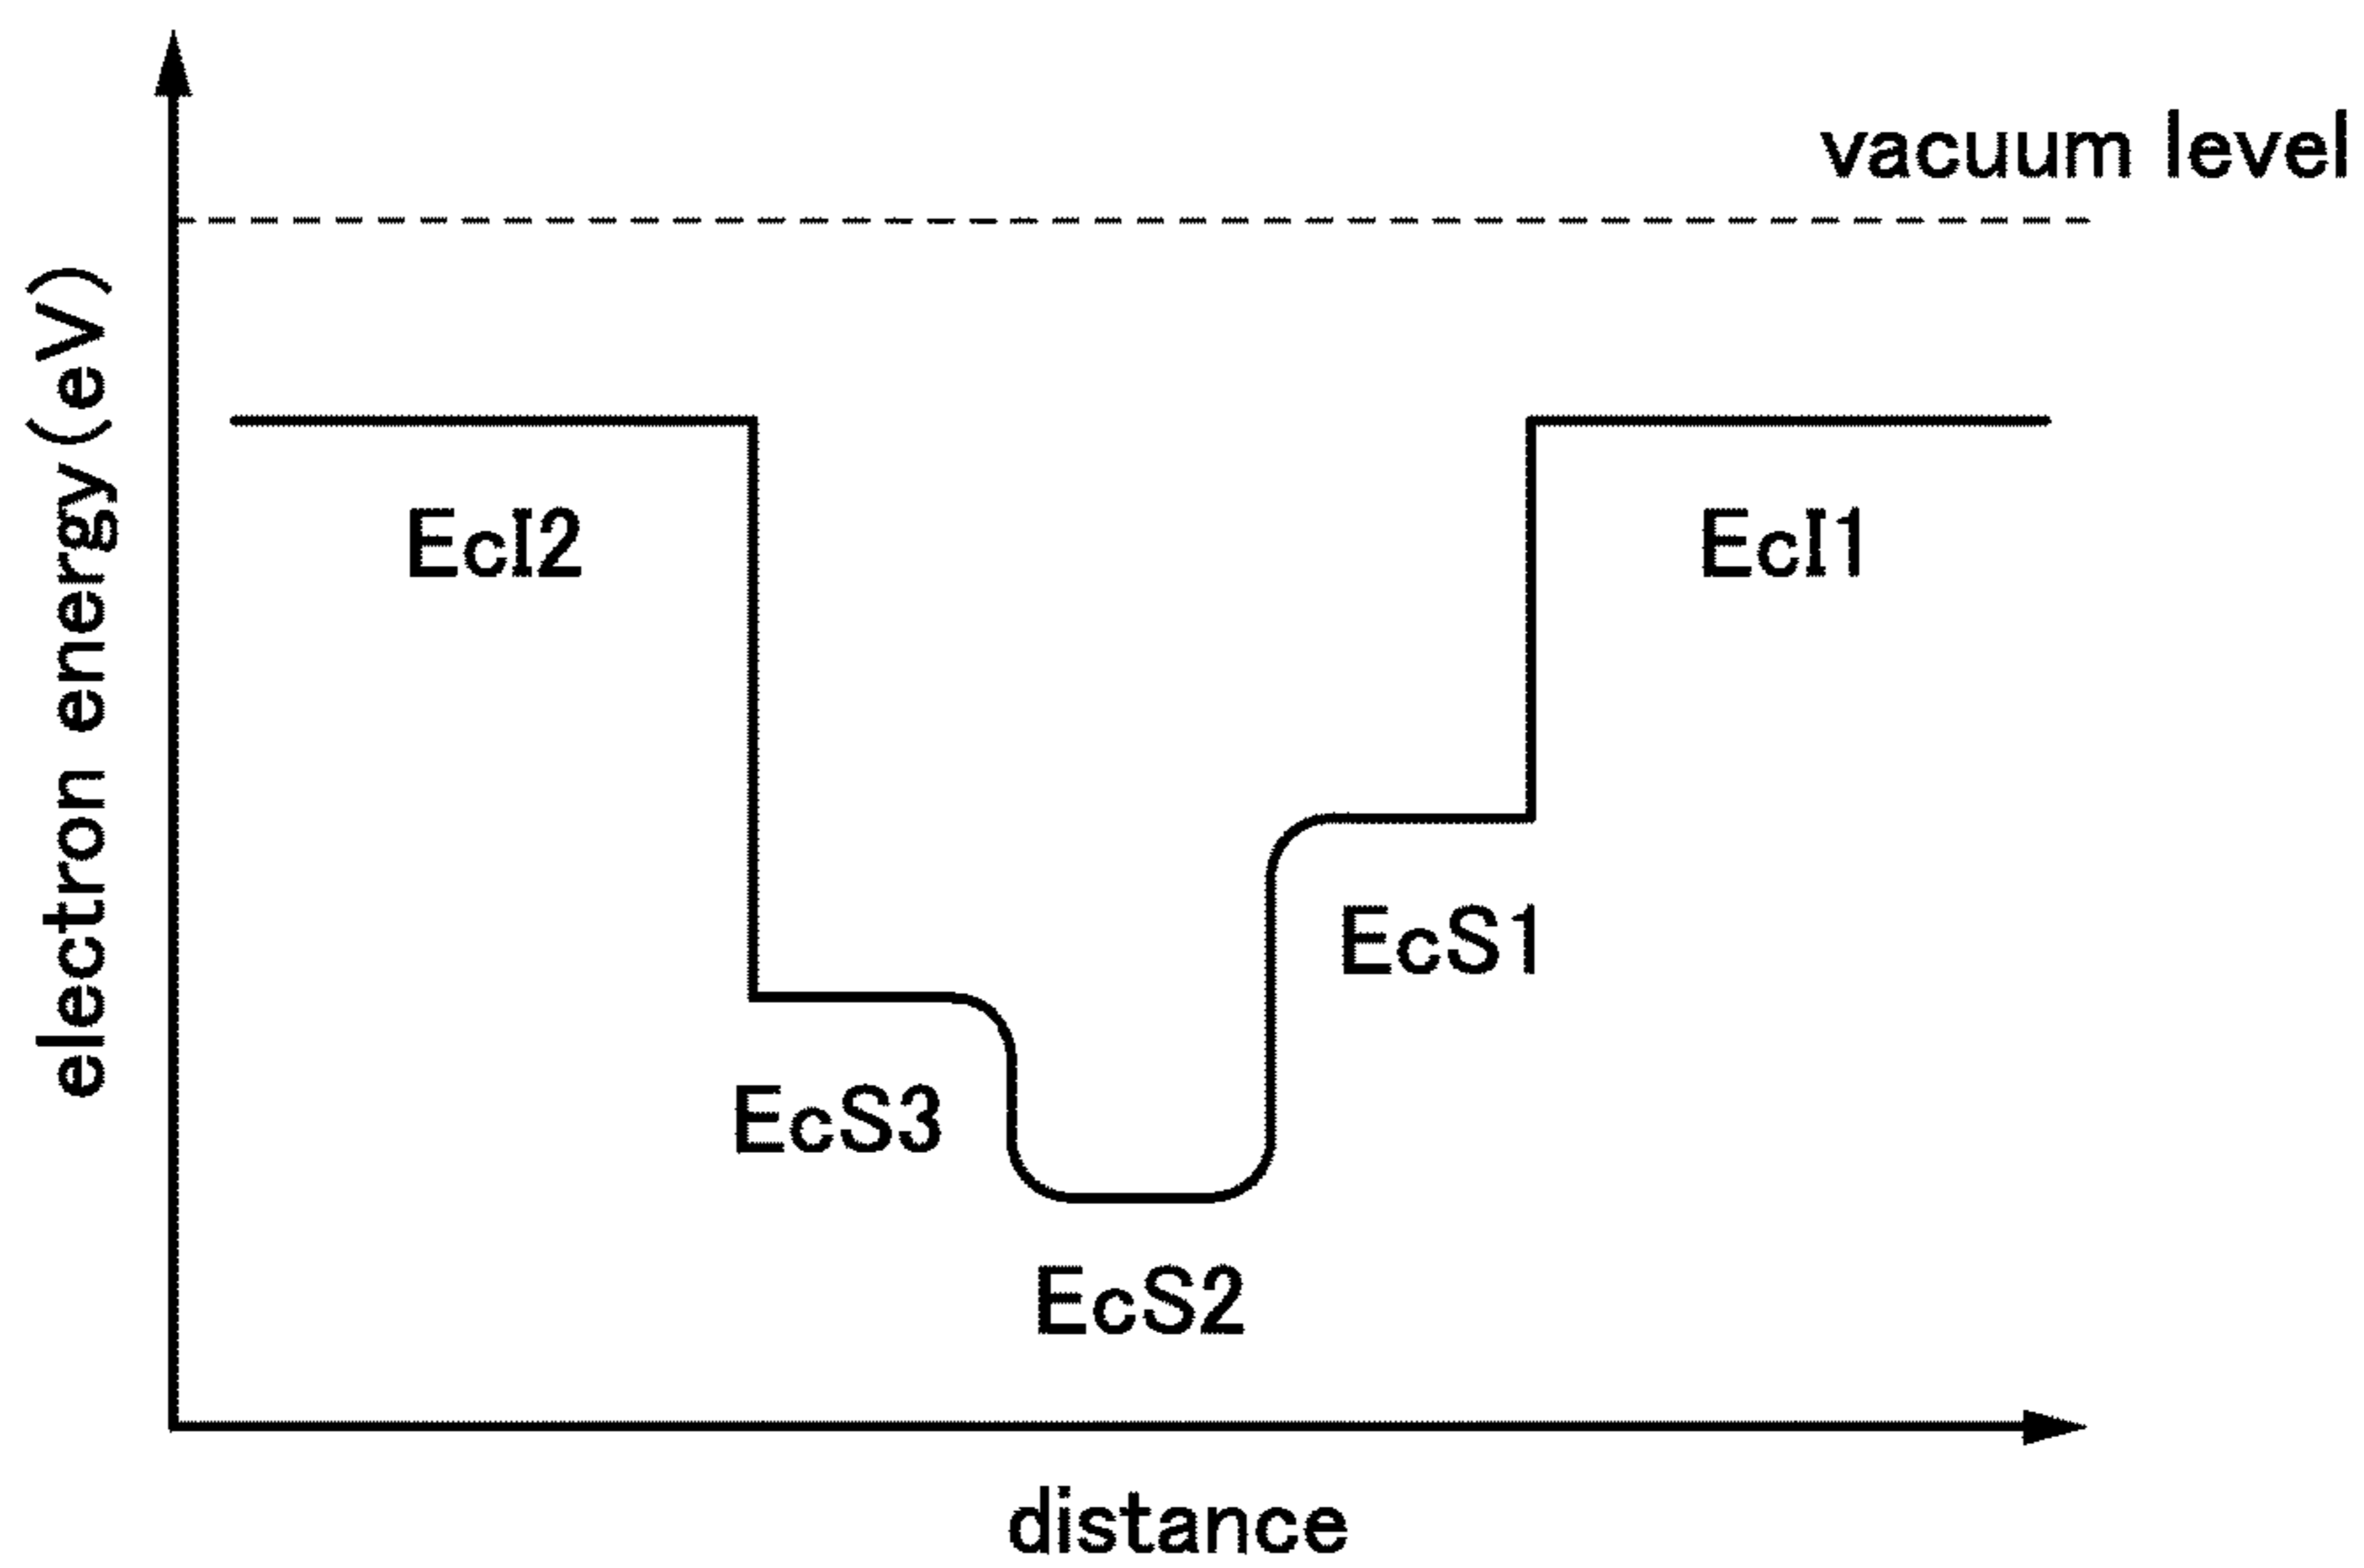 vacuum level
electron energy(eV)
EcI2
EcI1
EcS1
EcS3
EcS2
distance